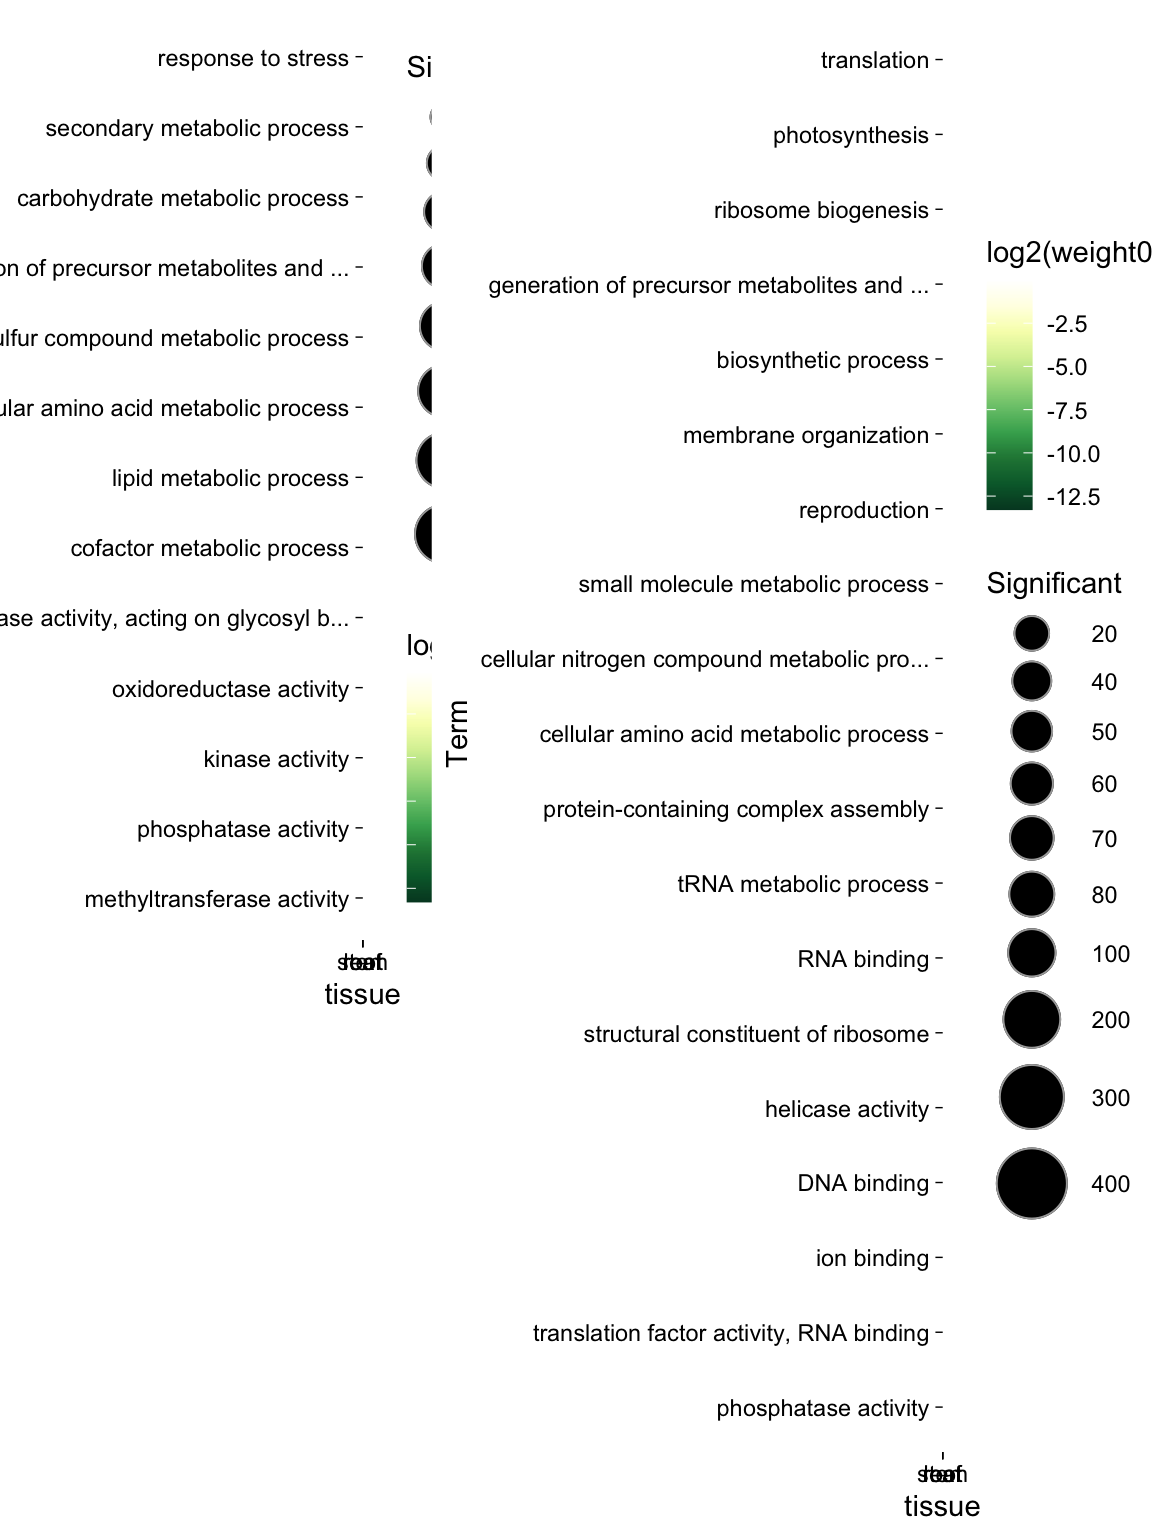 response to stress
secondary metabolic process
carbohydrate metabolic process
of precursor metabolites and ...
compound metabolic process
amino acid metabolic process
lipid metabolic process
cofactor metabolic process
activity, acting on glycosyl b...
oxidoreductase activity
kinase activity
phosphatase activity
methyltransferase activity
tissue
Si
log
Term
translation
photosynthesis
ribosome biogenesis
generation of precursor metabolites and ...
biosynthetic process
membrane organization
reproduction
small molecule metabolic process
cellular nitrogen compound metabolic pro...
cellular amino acid metabolic process
protein-containing complex assembly
tRNA metabolic process
RNA binding
structural constituent of ribosome
helicase activity
DNA binding
ion binding
translation factor activity, RNA binding
phosphatase activity
tissue
log2(weight0
-2.5
-5.0
-7.5
-10.0
-12.5
Significant
20
40
50
60
70
80
100
200
300
400